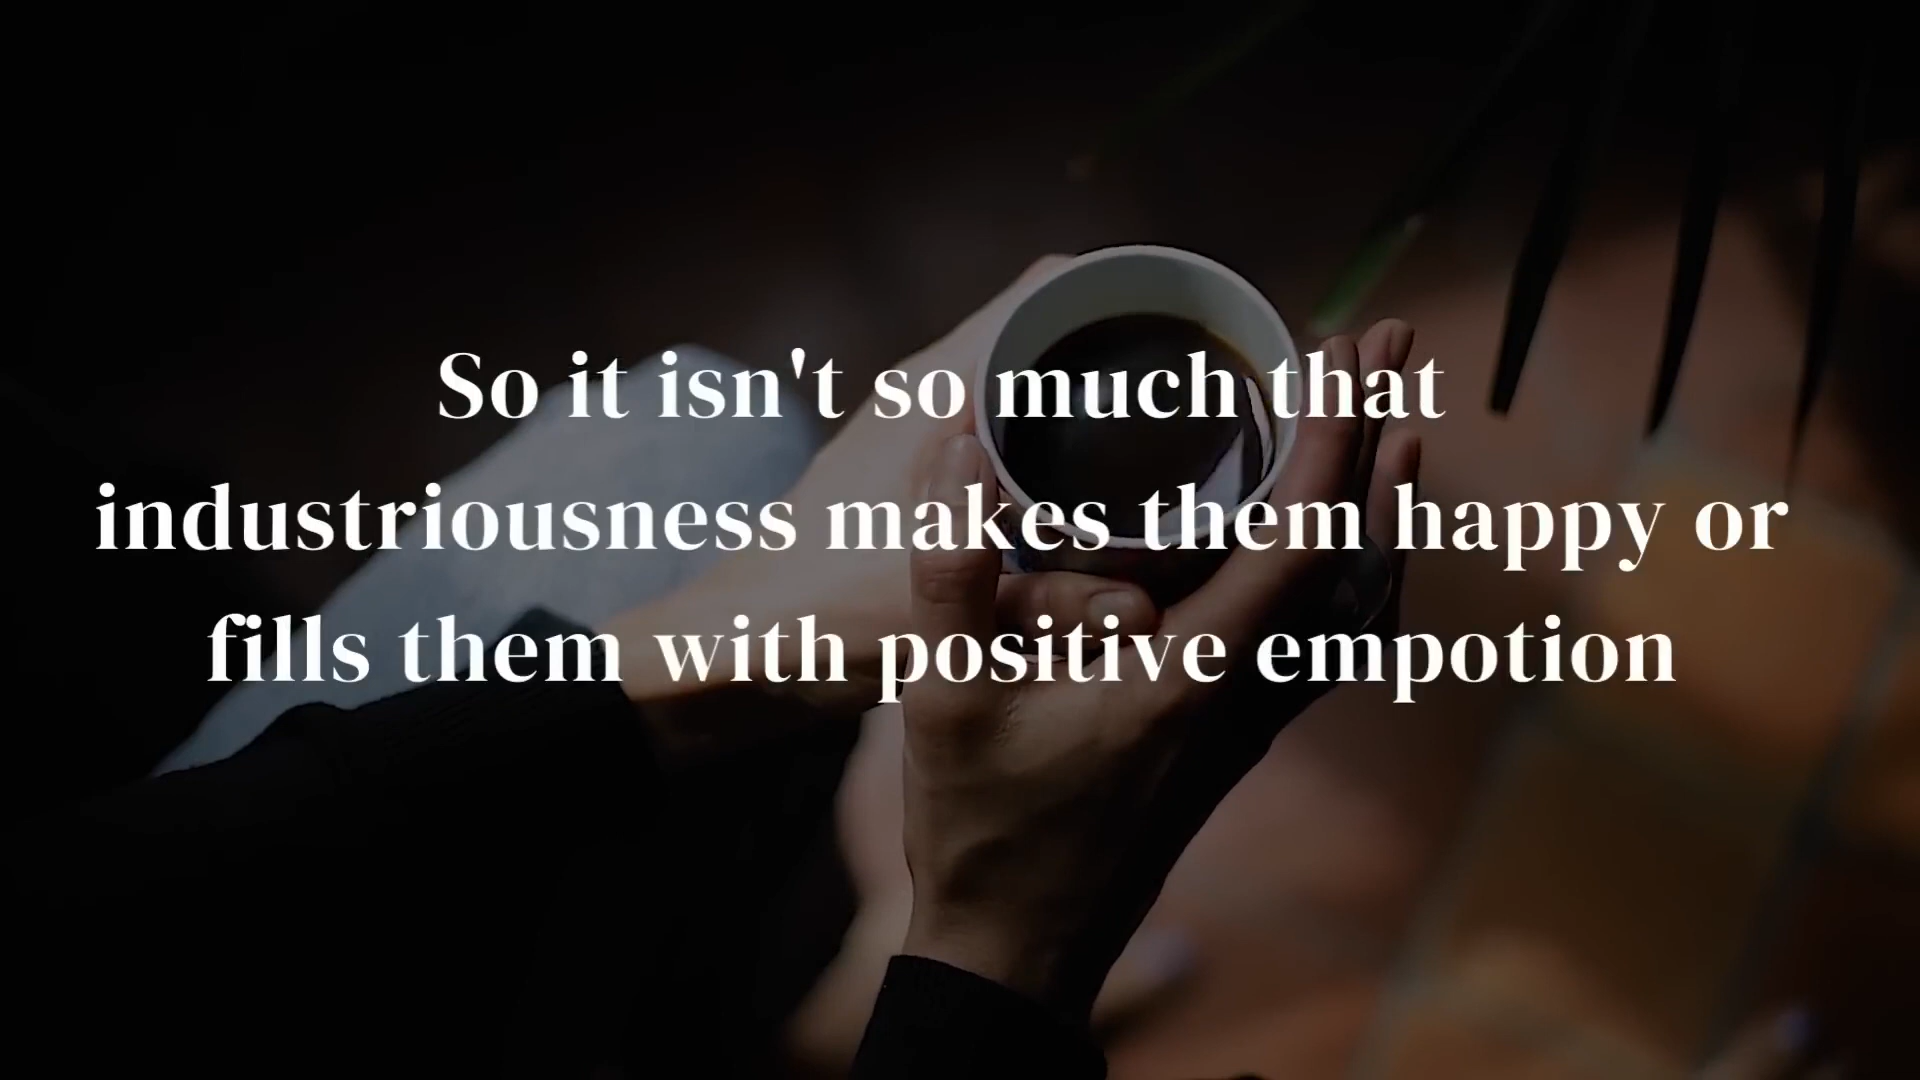 So it isn't so much that
industriousness makes them happy or
fills them with positive empotion